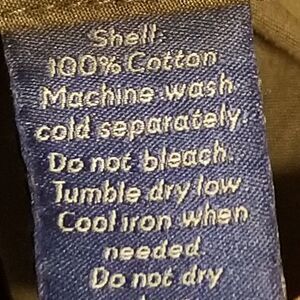 Shell:
100% Cotton
Machine wash
cold separately.
Do not bleach.
Tumble dry low.
Cool iron when
needed.
Do not dry